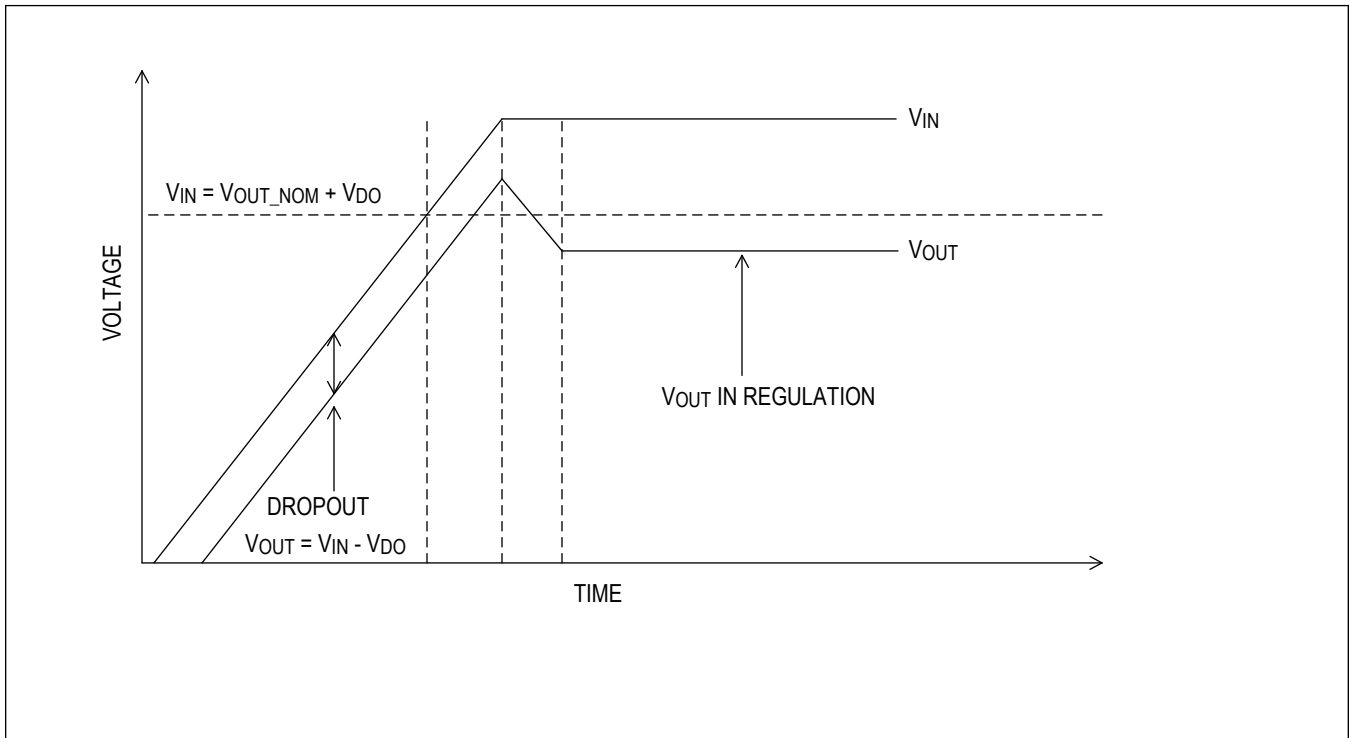 VIN
VIN = VOUT_NOM + VDO
VOUT
VOLTAGE
VOUT IN REGULATION
DROPOUT
VOUT = VIN - VDO
TIME